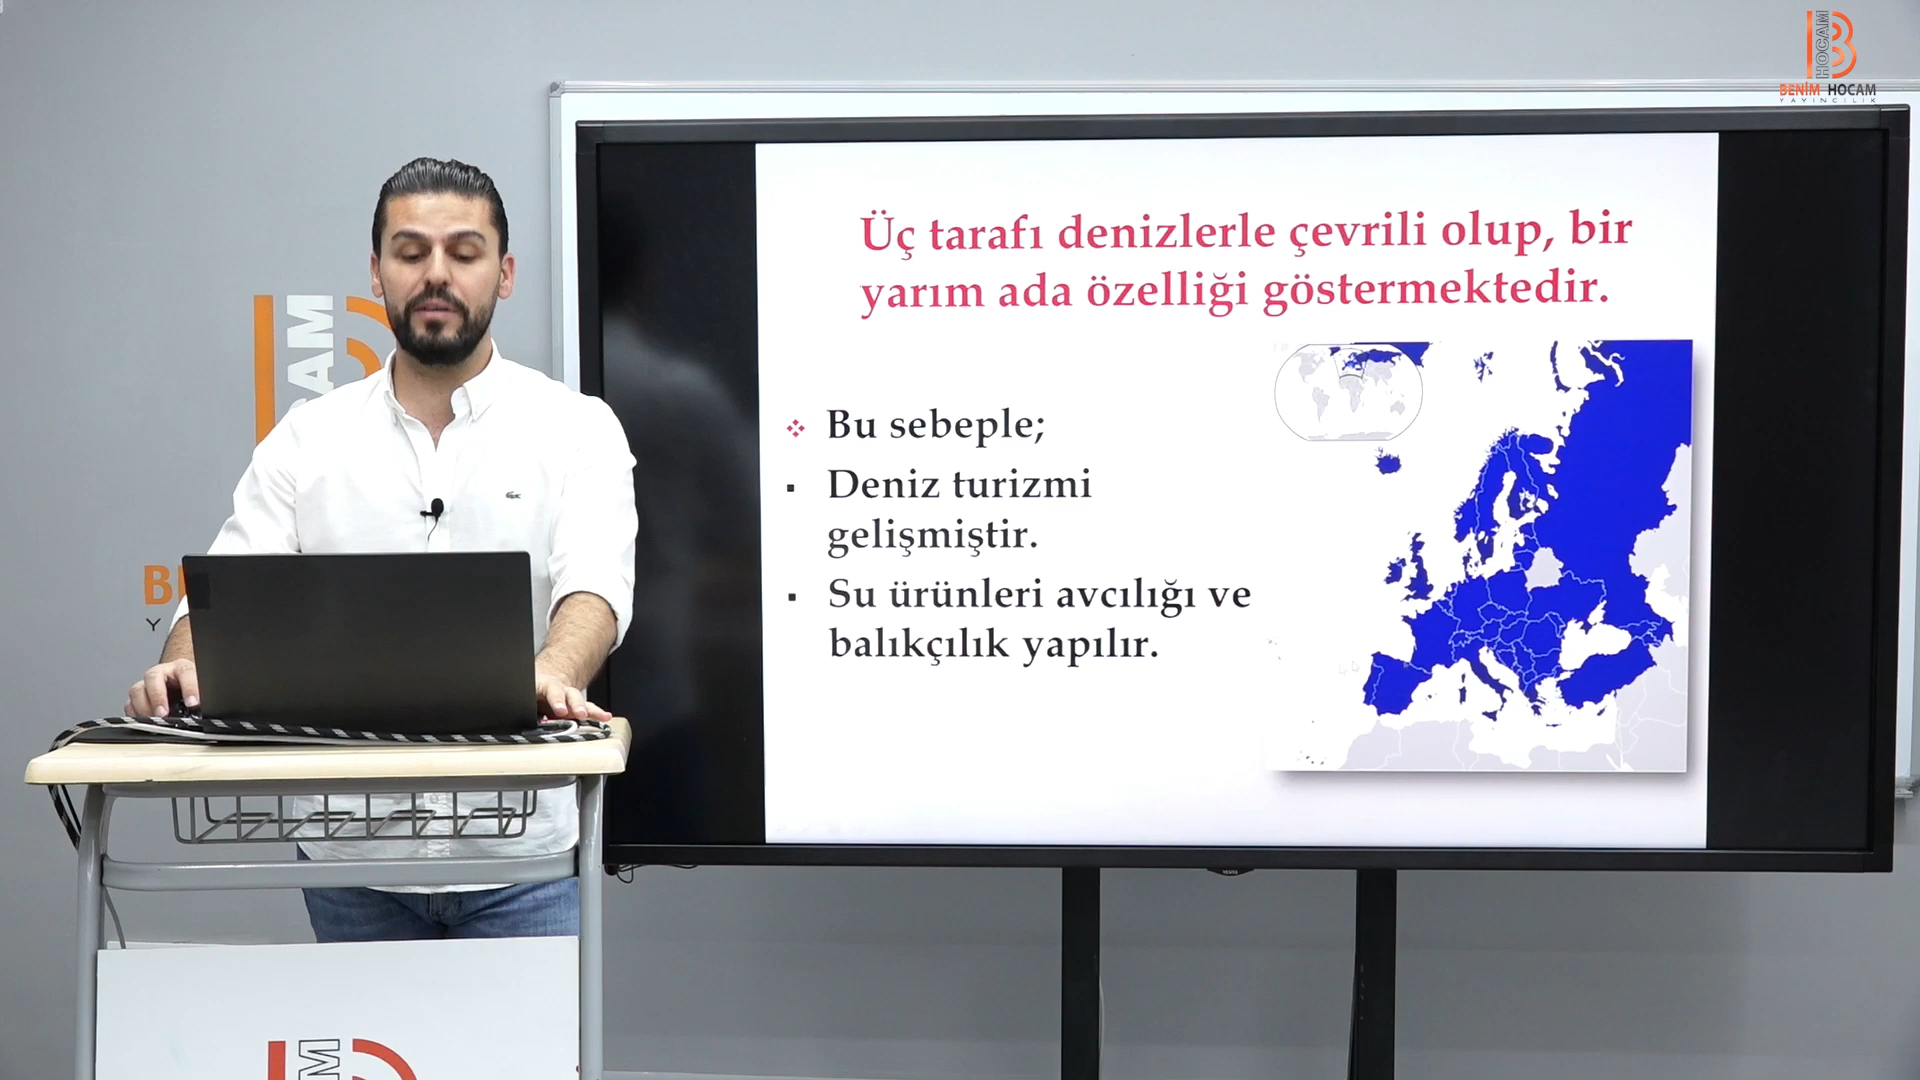 HOCAM
BENİM HOCAM
YAYINCILIK
Üç tarafı denizlerle çevrili olup, bir
yarım ada özelliği göstermektedir.
Bu sebeple;
Deniz turizmi
gelişmiştir.
Su ürünleri avcılığı ve
balıkçılık yapılır.